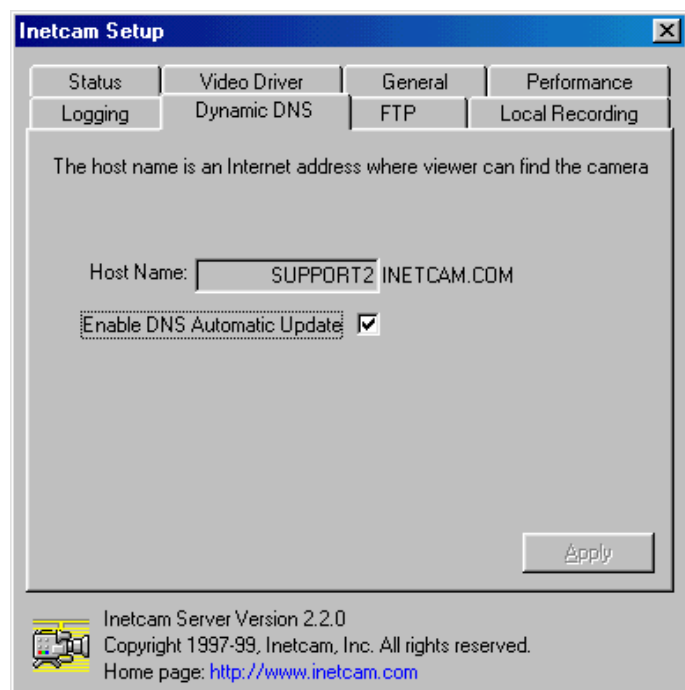 Inetcam Setup
Status Video Driver General Performance
Logging Dynamic DNS FTP Local Recording
The host name is an Internet address where viewer can find the camera
Host Name: SUPPORT2 INETCAM.COM
Enable DNS Automatic Update
Apply
Inetcam Server Version 2.2.0
Copyright 1997-99, Inetcam, Inc. All rights reserved.
Home page: http://www.inetcam.com